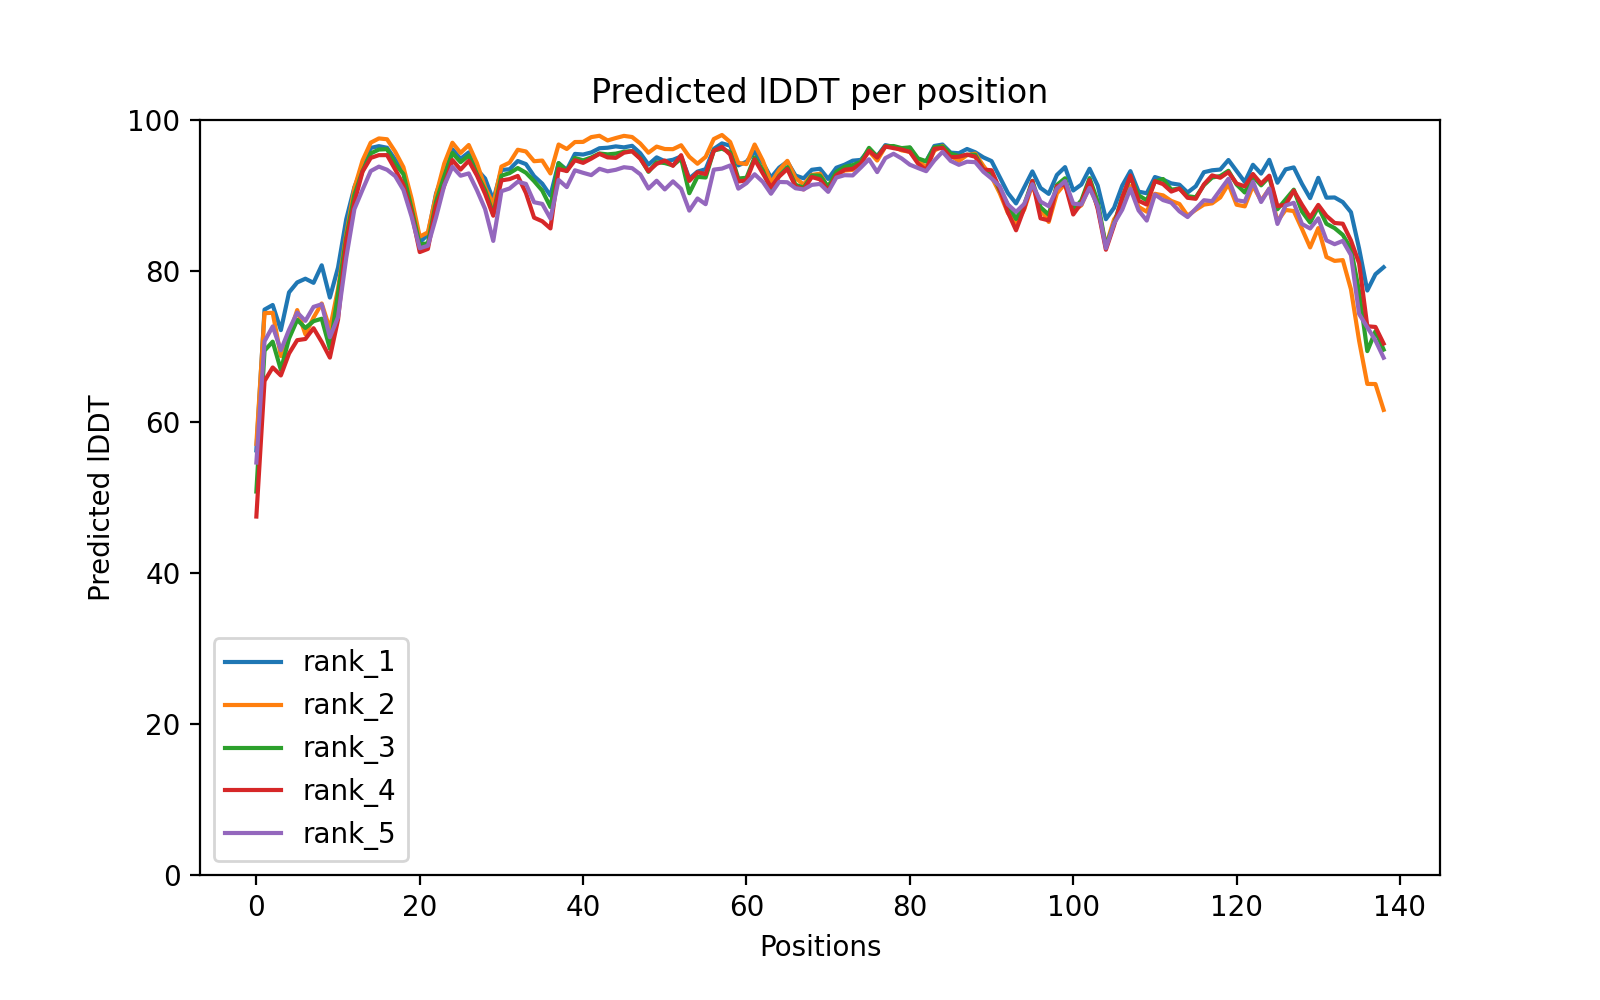 Predicted lDDT per position
100
80
60
40
20
0
Predicted lDDT
rank_1
rank_2
rank_3
rank_4
rank_5
0 20 40 60 80 100 120 140
Positions